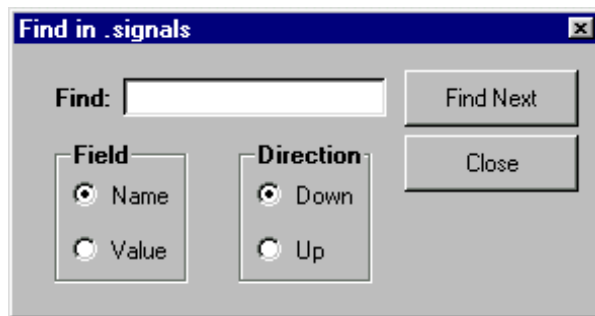 Find in .signals
Find:
Find Next
Close
Field
Name
Value
Direction
Down
Up